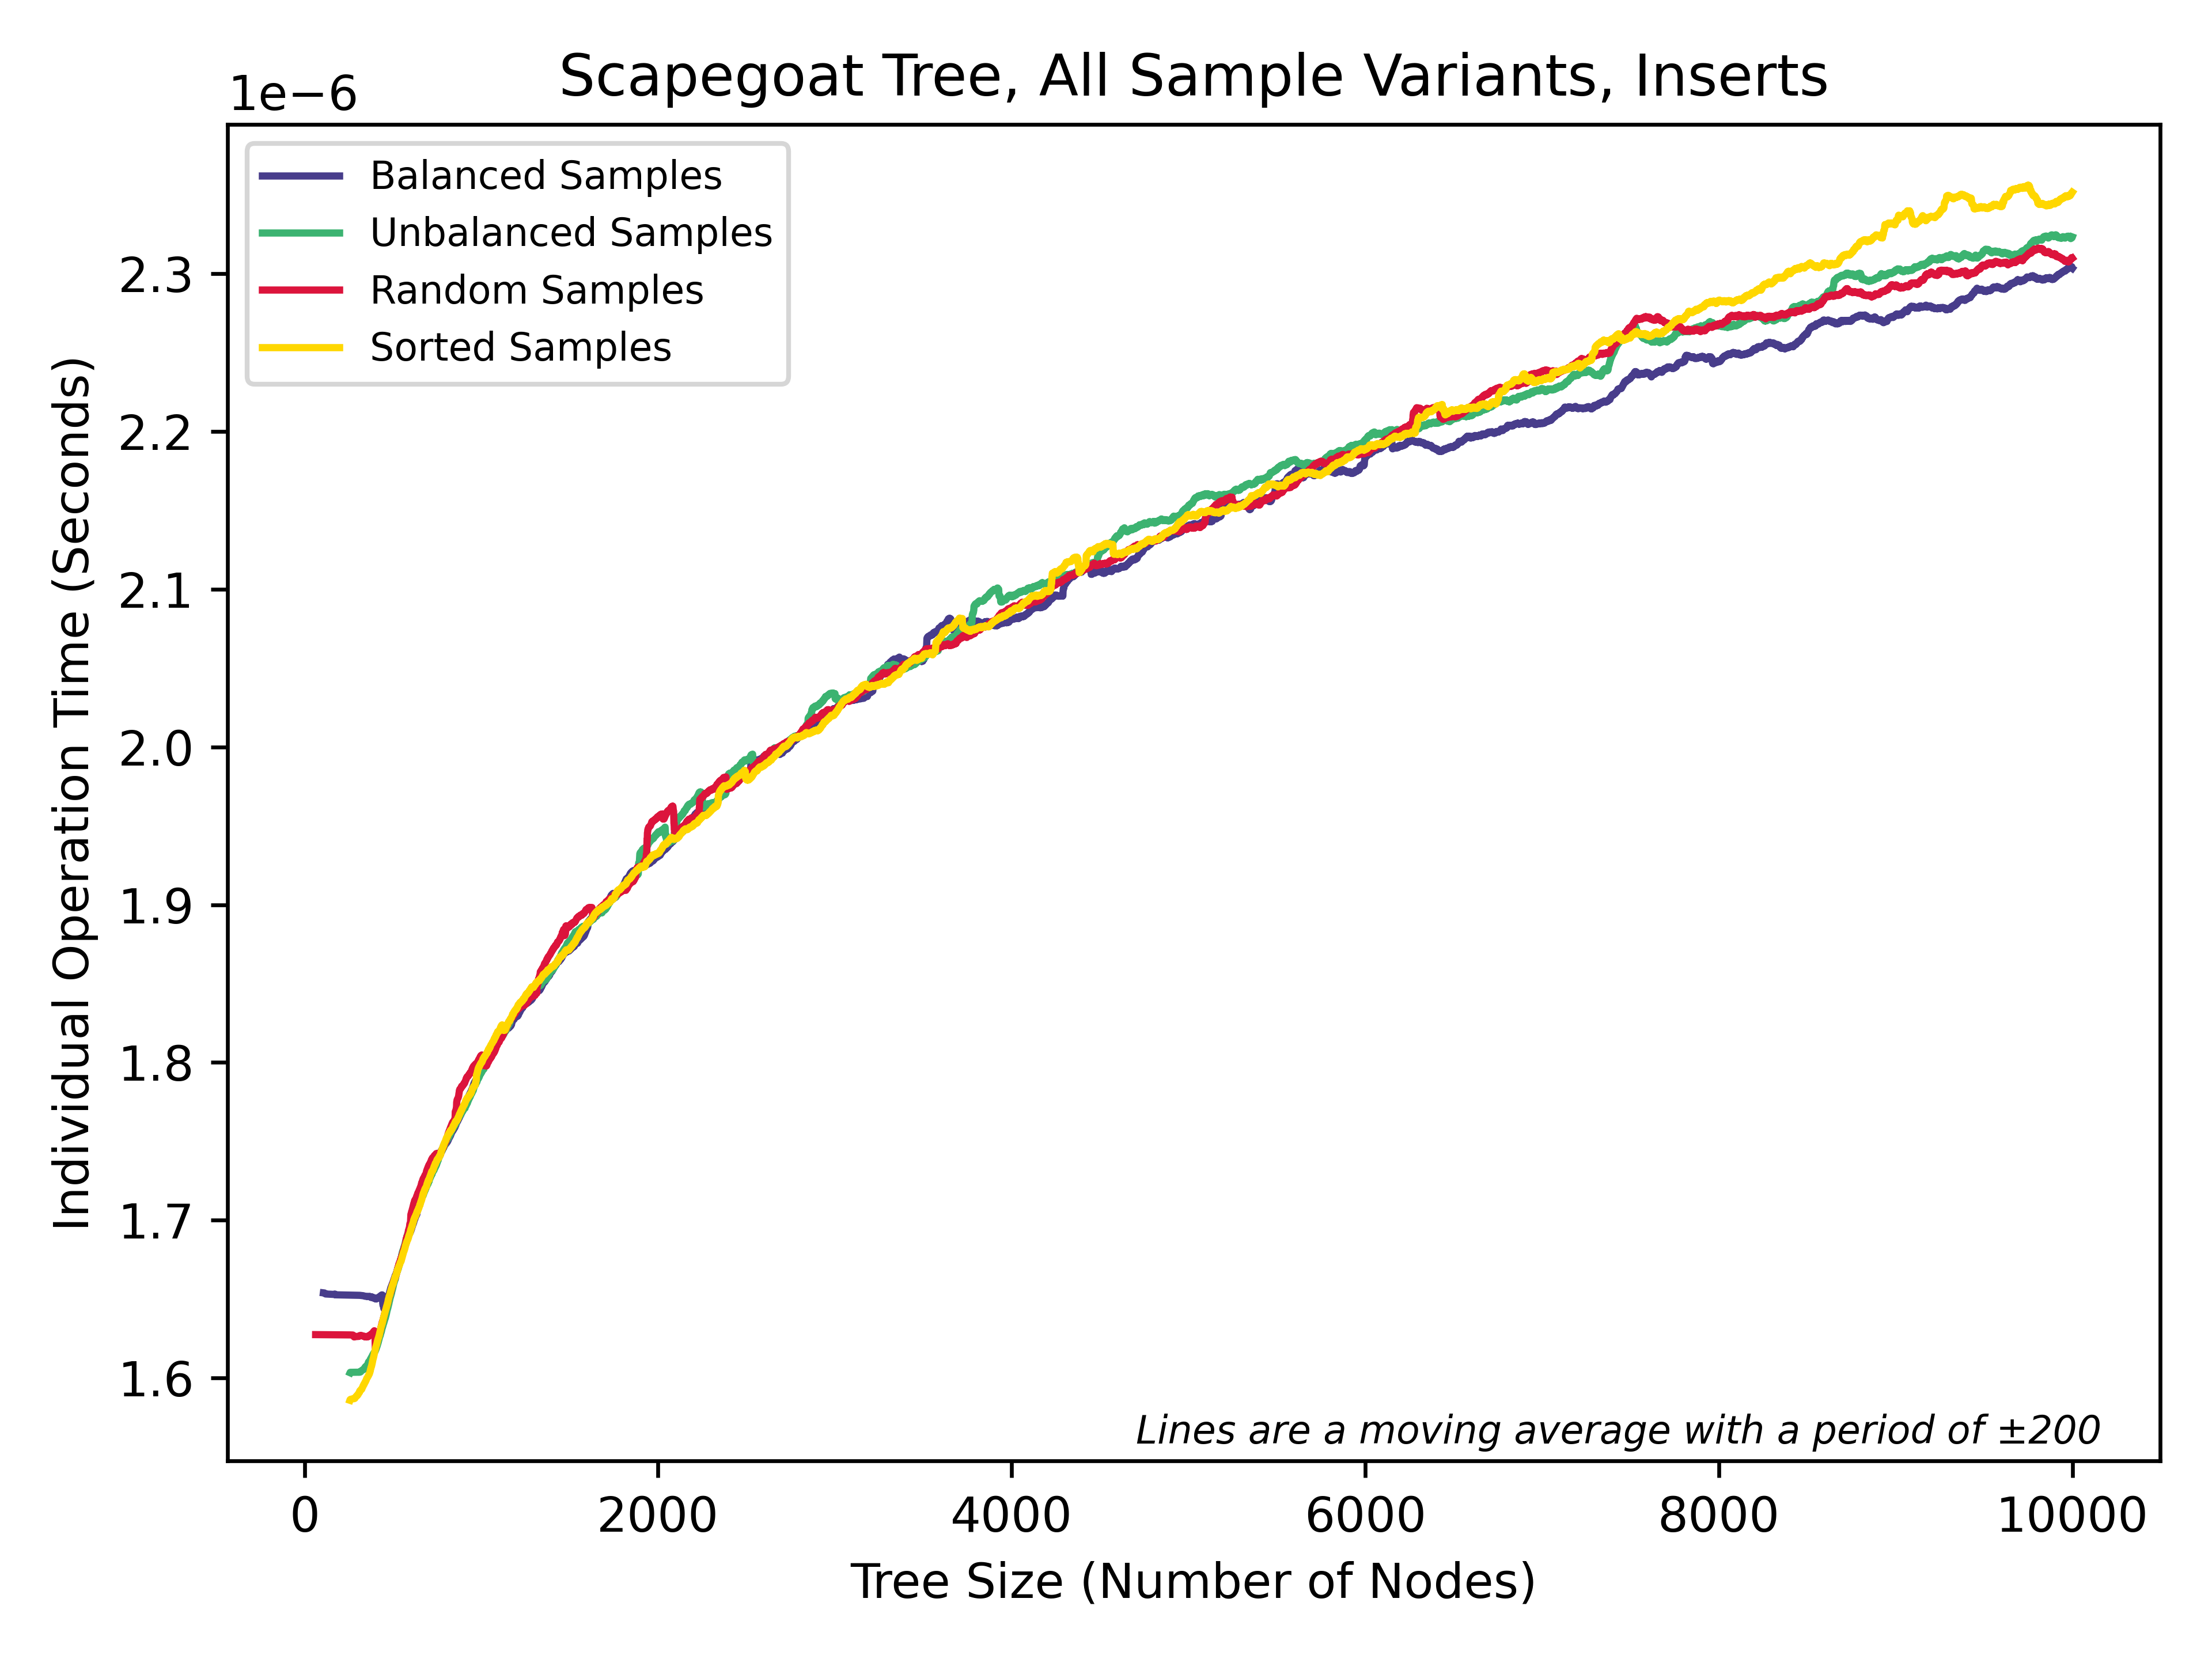 Scapegoat Tree, All Sample Variants, Inserts
1e−6
Balanced Samples
Unbalanced Samples
Random Samples
Sorted Samples
Individual Operation Time (Seconds)
2.3
2.2
2.1
2.0
1.9
1.8
1.7
1.6
Lines are a moving average with a period of ±200
0 2000 4000 6000 8000 10000
Tree Size (Number of Nodes)